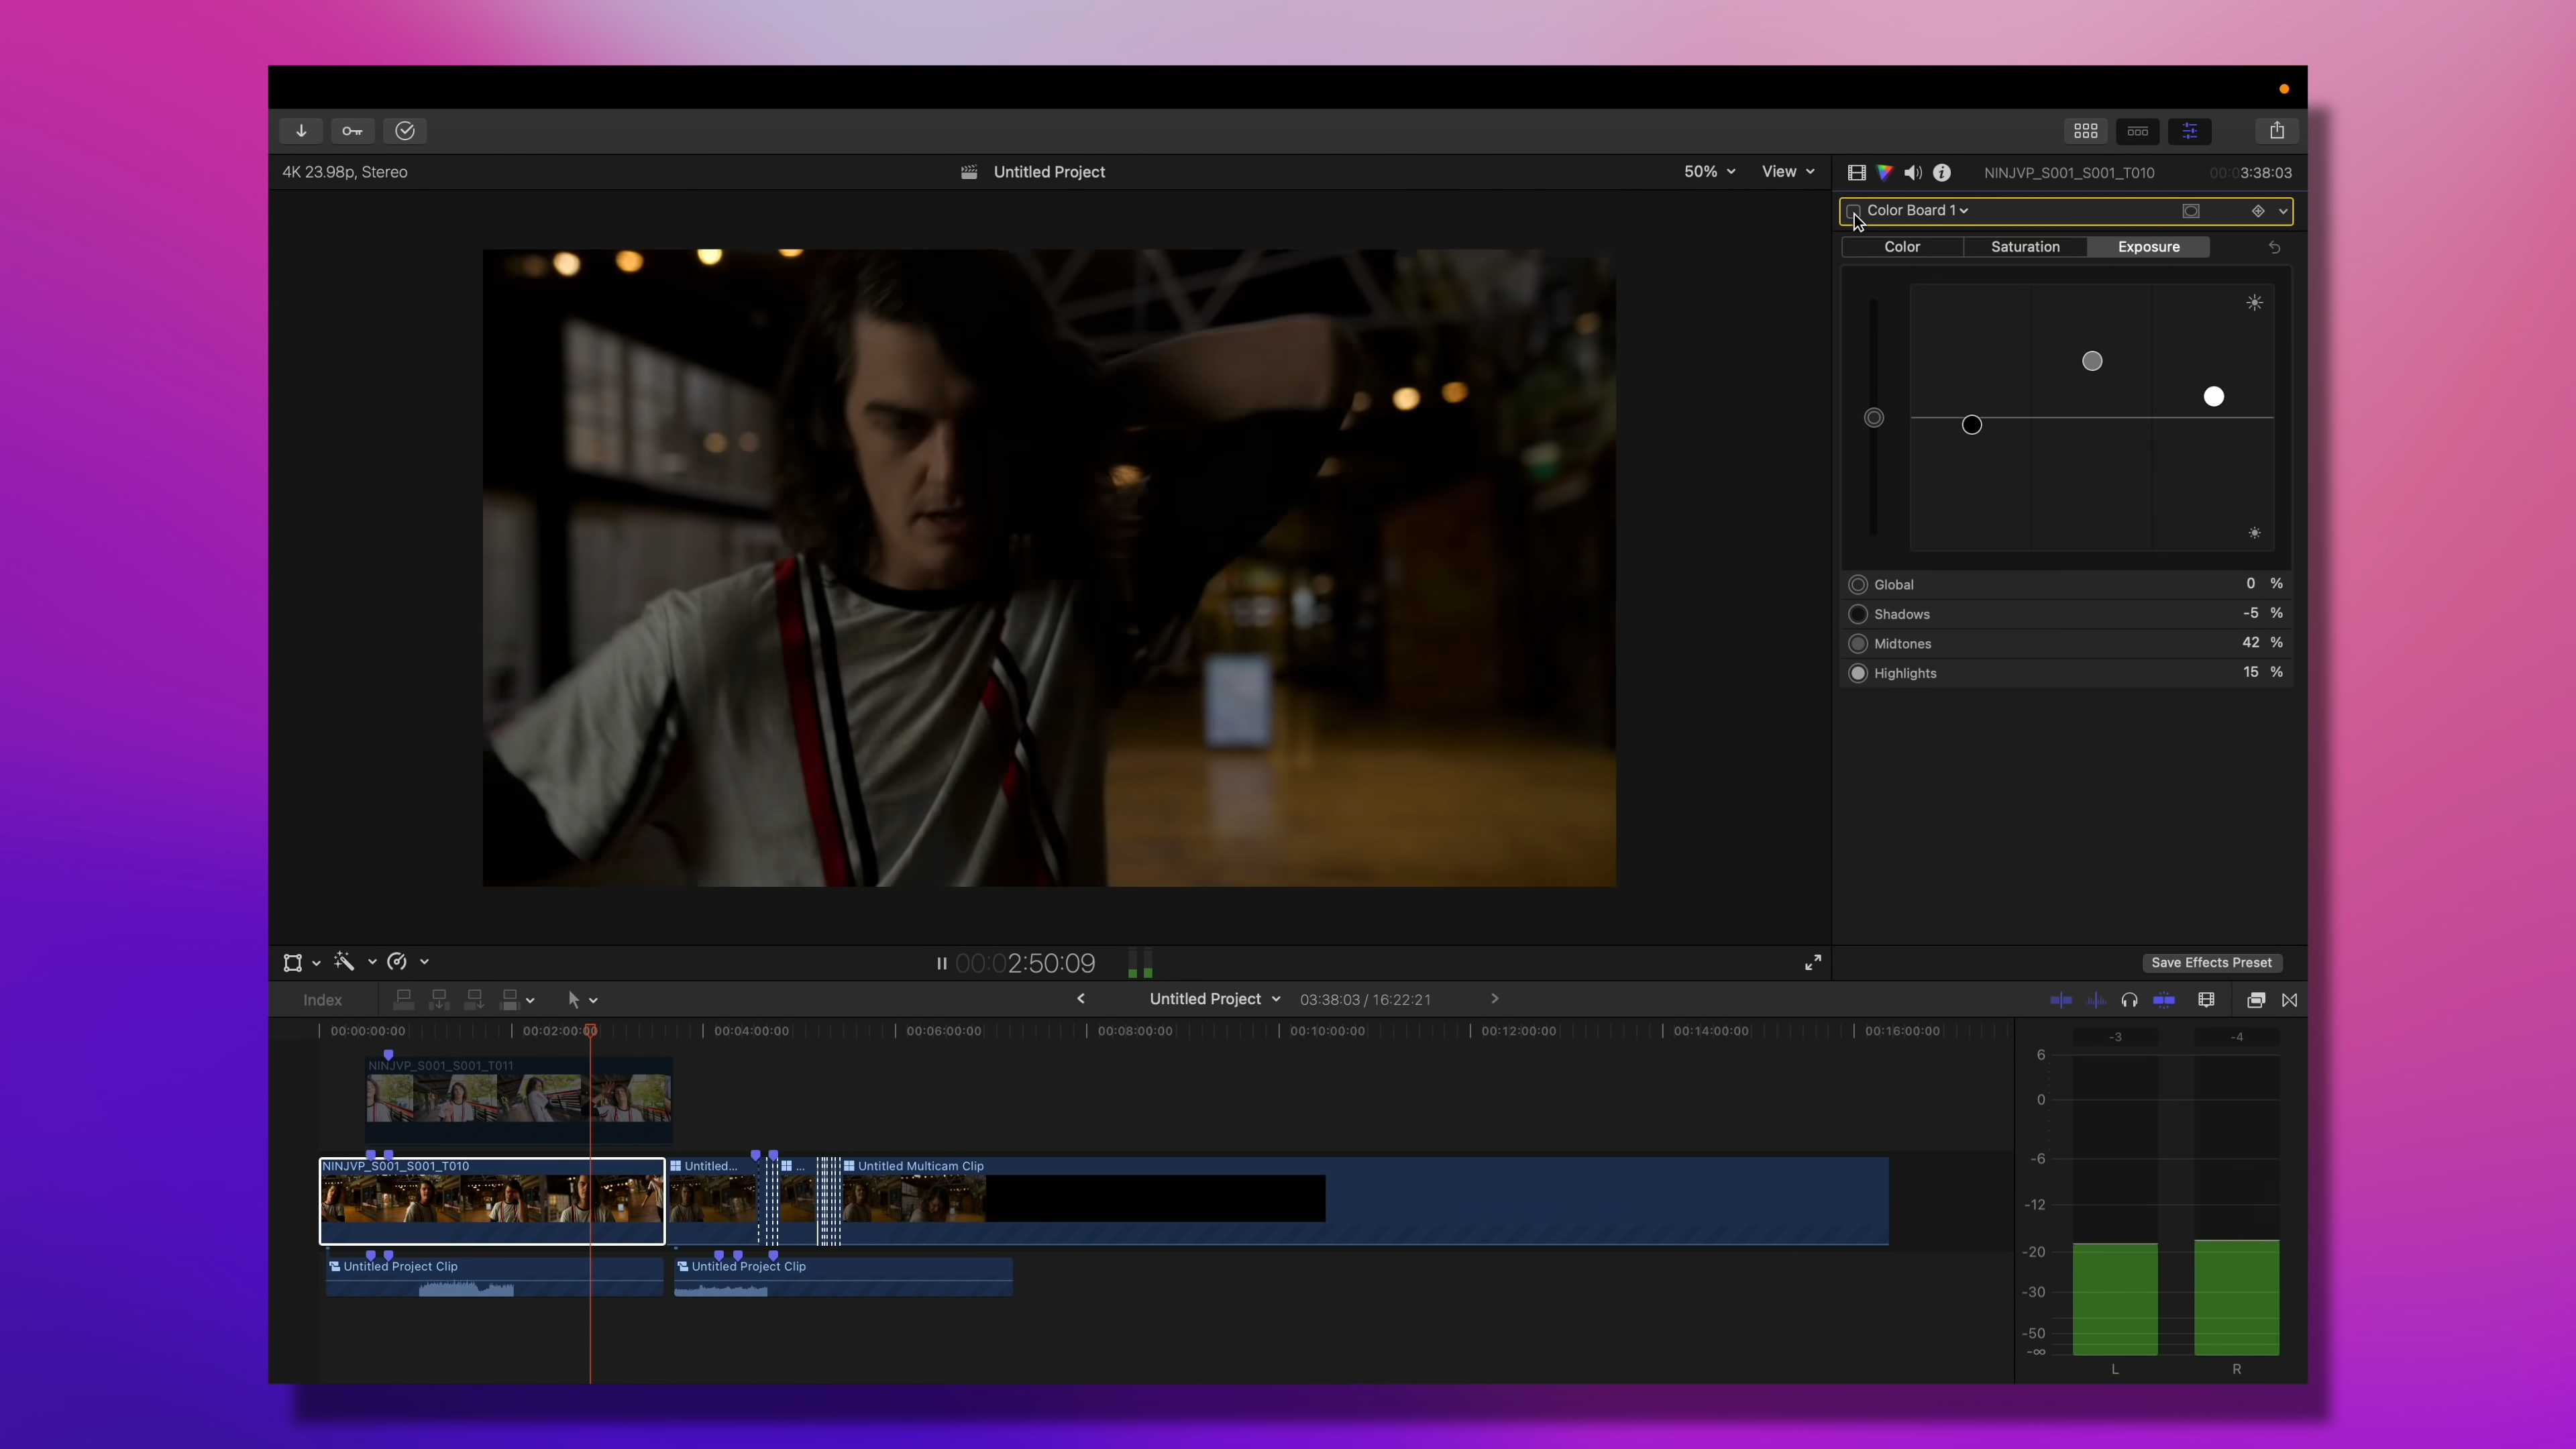 4K 23.98p, Stereo
Untitled Project
50%
View
NINJVP_S001_S001_T010
00:03:38:03
Color Board 1
Color
Saturation
Exposure
Global
0 %
Shadows
-5 %
Midtones
42 %
Highlights
15 %
00:02:50:09
Save Effects Preset
Index
Untitled Project
03:38:03 / 16:22:21
00:00:00:00
00:02:00:00
00:04:00:00
00:06:00:00
00:08:00:00
00:10:00:00
00:12:00:00
00:14:00:00
00:16:00:00
NINJVP_S001_S001_T011
NINJVP_S001_S001_T010
Untitled...
...
Untitled Multicam Clip
Untitled Project Clip
Untitled Project Clip
-3
-4
6
0
-6
-12
-20
-30
-50
-∞
L
R